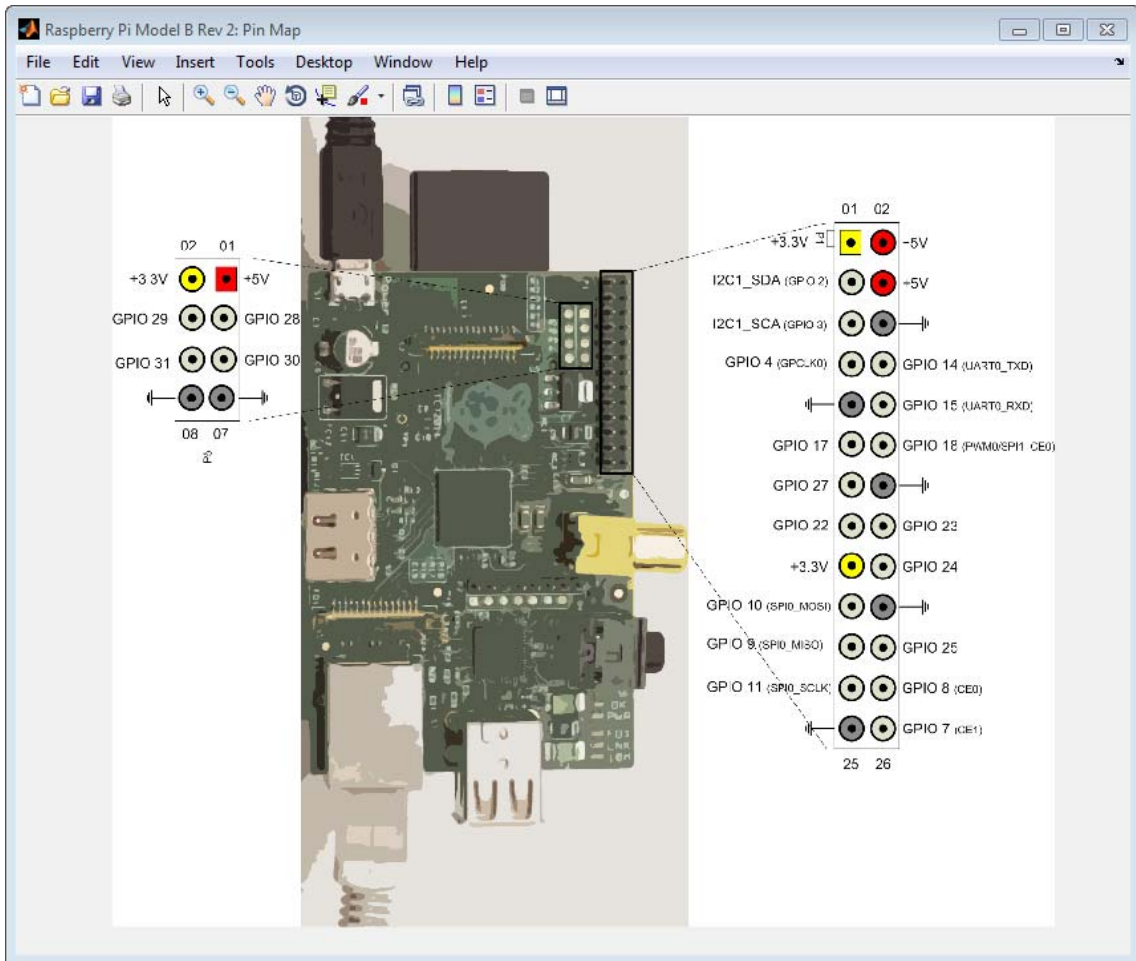 Raspberry Pi Model B Rev 2: Pin Map
File Edit View Insert Tools Desktop Window Help
02 01
+3.3V +5V
GPIO 29 GPIO 28
GPIO 31 GPIO 30
08 07
01 02
+3.3V +5V
I2C1_SDA (GPIO 2) +5V
I2C1_SCA (GPIO 3)
GPIO 4 (GPCLK0) GPIO 14 (UART0_TXD)
GPIO 15 (UART0_RXD)
GPIO 17 GPIO 18 (PWM0/SPI1_CE0)
GPIO 27
GPIO 22 GPIO 23
+3.3V GPIO 24
GPIO 10 (SPI0_MOSI)
GPIO 9 (SPI0_MISO) GPIO 25
GPIO 11 (SPI0_SCLK) GPIO 8 (CE0)
GPIO 7 (CE1)
25 26